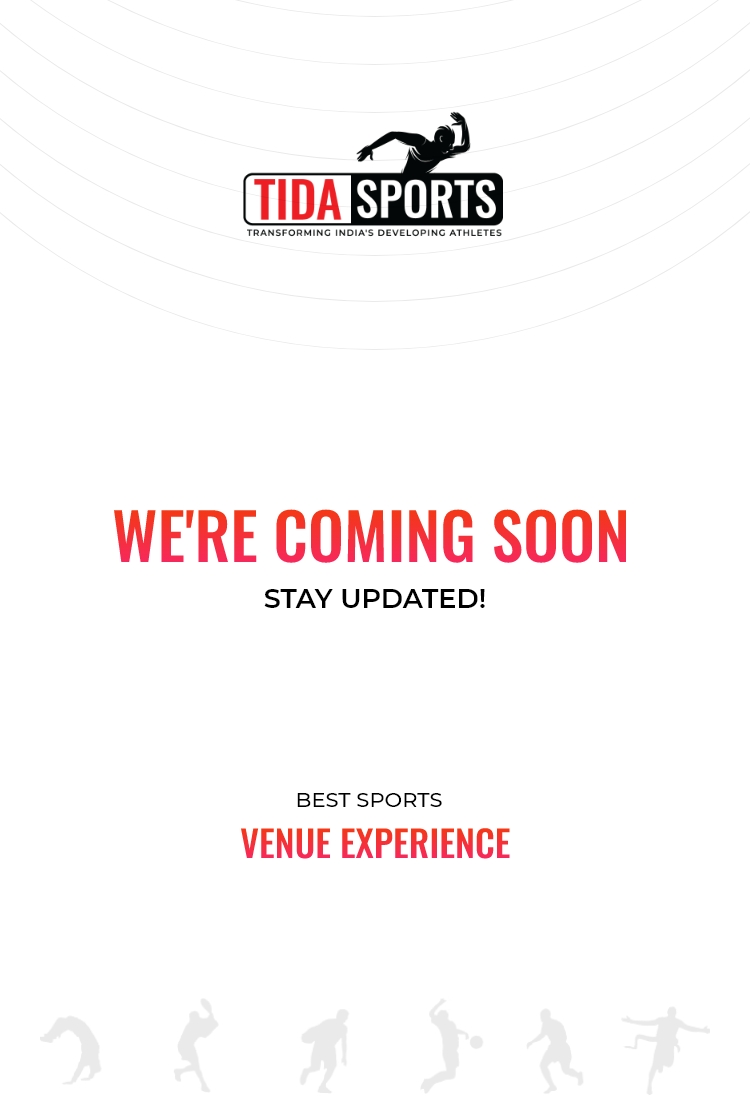 TIDA SPORTS
TRANSFORMING INDIA'S DEVELOPING ATHLETES
WE'RE COMING SOON
STAY UPDATED!
BEST SPORTS
VENUE EXPERIENCE